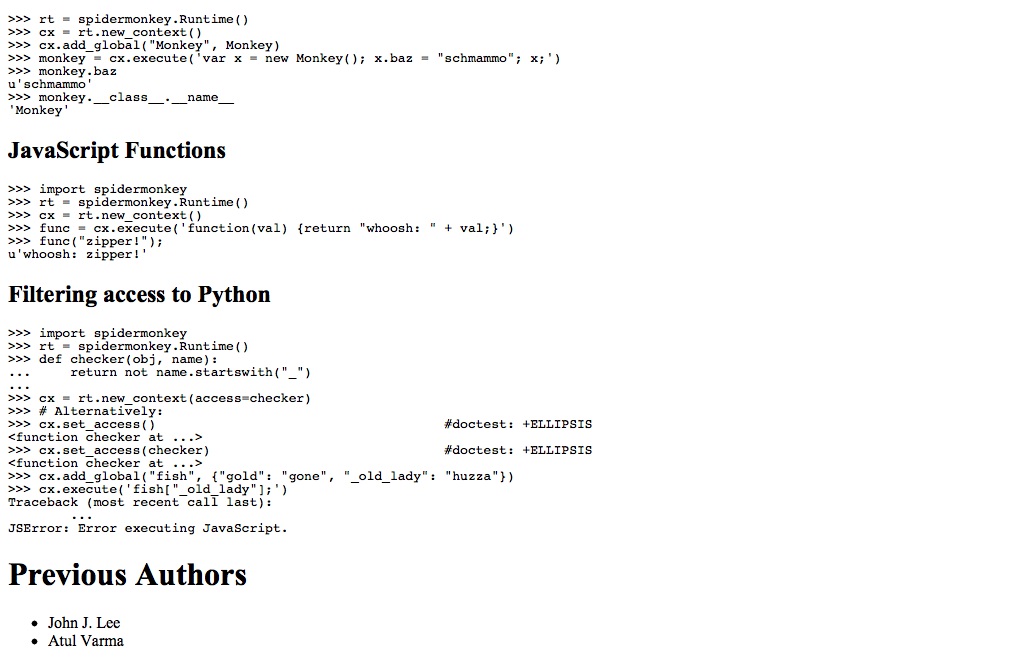 >>> rt = spidermonkey.Runtime()
>>> cx = rt.new_context()
>>> cx.add_global("Monkey", Monkey)
>>> monkey = cx.execute('var x = new Monkey(); x.baz = "schmammo"; x;')
>>> monkey.baz
u'schmammo'
>>> monkey.__class__.__name__
'Monkey'
JavaScript Functions
>>> import spidermonkey
>>> rt = spidermonkey.Runtime()
>>> cx = rt.new_context()
>>> func = cx.execute('function(val) {return "whoosh: " + val;}')
>>> func("zipper!");
u'whoosh: zipper!'
Filtering access to Python
>>> import spidermonkey
>>> rt = spidermonkey.Runtime()
>>> def checker(obj, name):
...     return not name.startswith("_")
...
>>> cx = rt.new_context(access=checker)
>>> # Alternatively:
>>> cx.set_access()                                     #doctest: +ELLIPSIS
<function checker at ...>
>>> cx.set_access(checker)                              #doctest: +ELLIPSIS
<function checker at ...>
>>> cx.add_global("fish", {"gold": "gone", "_old_lady": "huzza"})
>>> cx.execute('fish["_old_lady"];')
Traceback (most recent call last):
        ...
JSError: Error executing JavaScript.
Previous Authors
• John J. Lee
• Atul Varma